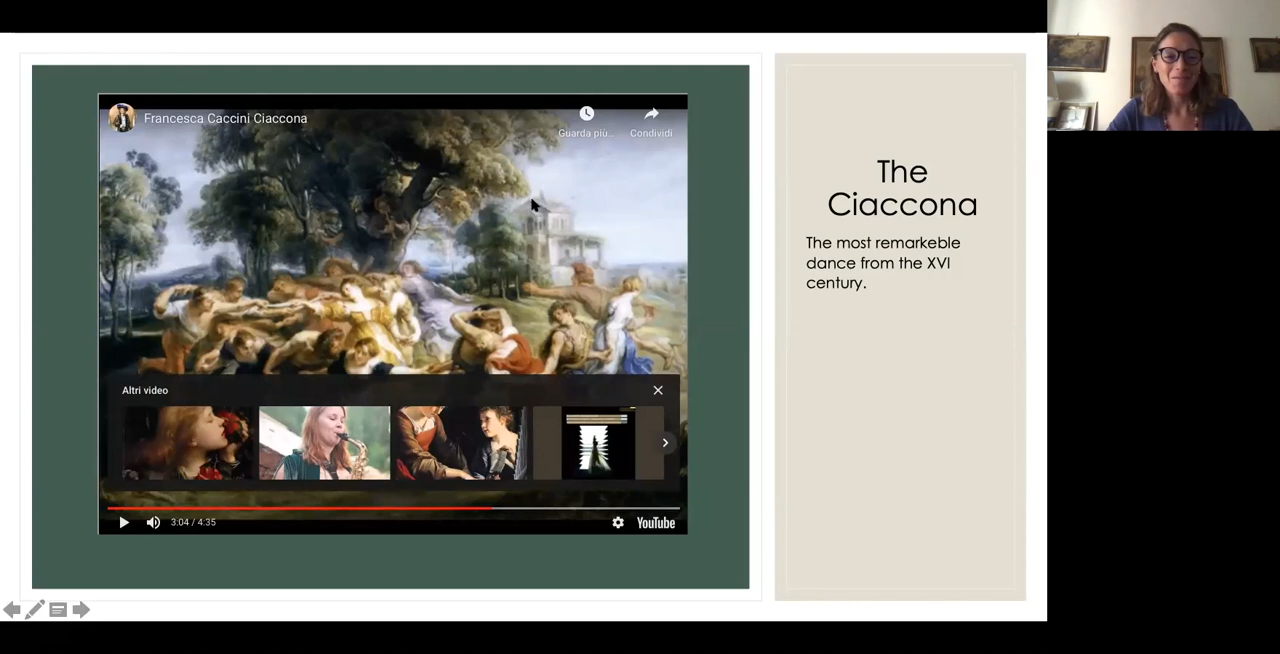 Francesca Caccini Ciaccona
Guarda più...
Condividi
Altri video
3:04 / 4:35
YouTube
The
Ciaccona
The most remarkeble
dance from the XVI
century.